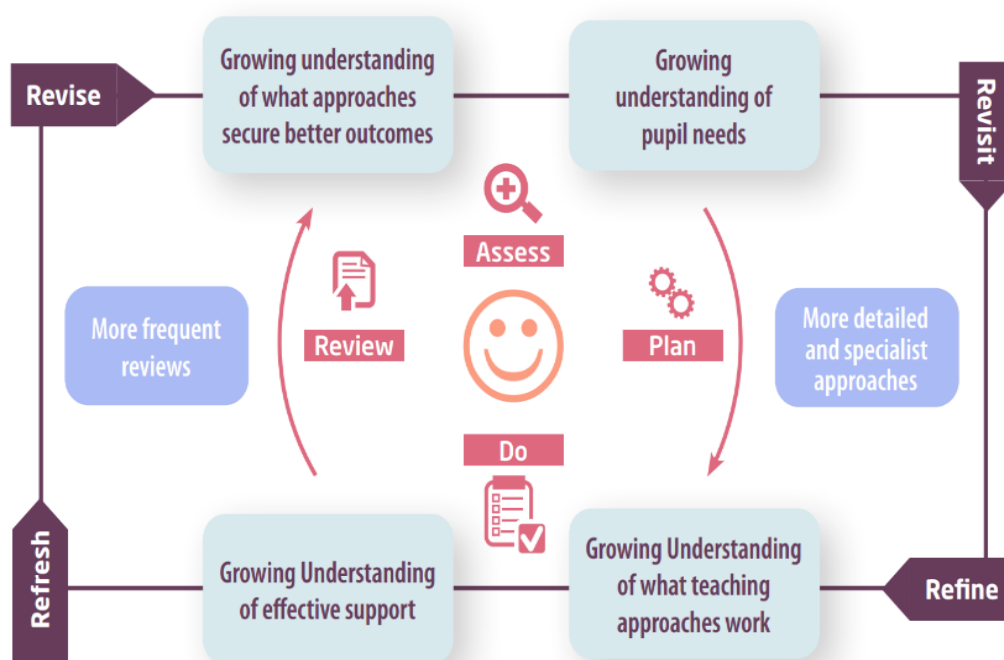 Revise
Growing understanding
of what approaches
secure better outcomes
Growing
understanding of
pupil needs
Revisit
Assess
More frequent
reviews
Review
Plan
More detailed
and specialist
approaches
Do
Refresh
Growing Understanding
of effective support
Growing Understanding
of what teaching
approaches work
Refine